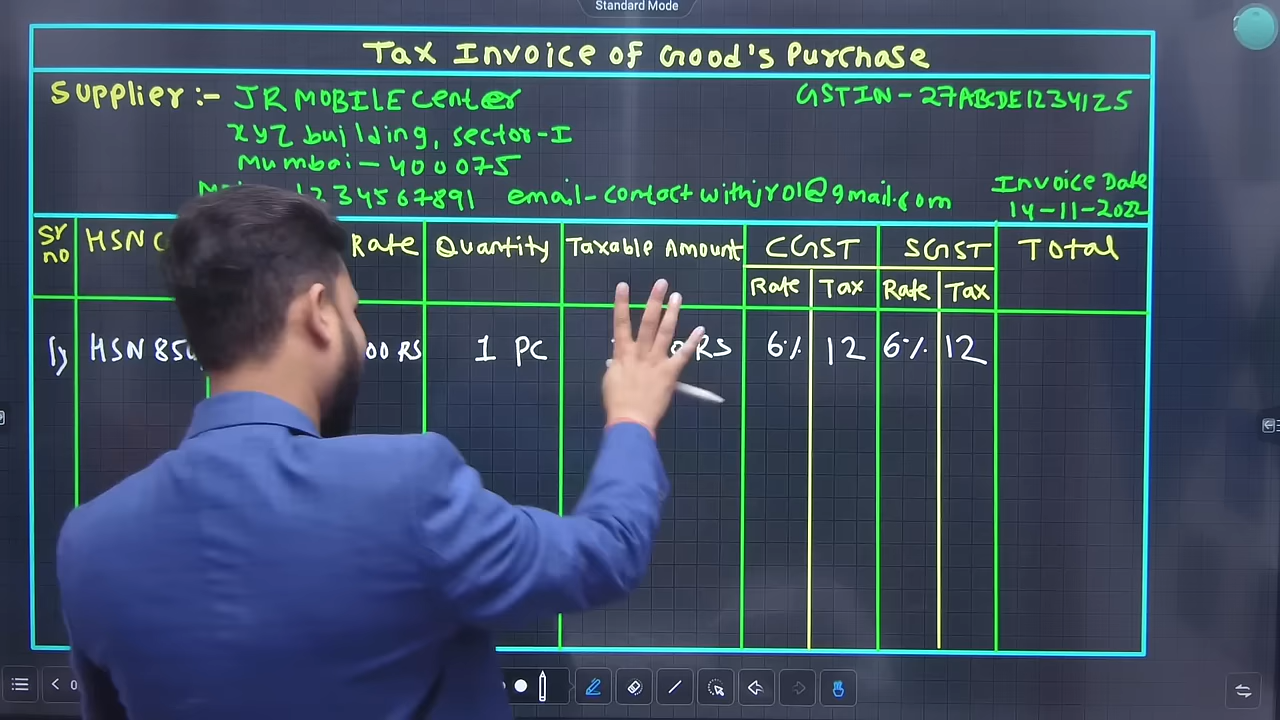 Standard Mode
Tax Invoice of Good's Purchase
Supplier :- JR MOBILE Center GSTIN - 27ABCDE1234125
xyz building, sector-I
Mumbai - 400075
email-contactwithjr01@gmail.com Invoice Date
14-11-2022
Sr no HSN Rate Quantity Taxable Amount CGST SGST Total
Rate Tax Rate Tax
1) HSN RS 1 PC RS 6% 12 6% 12